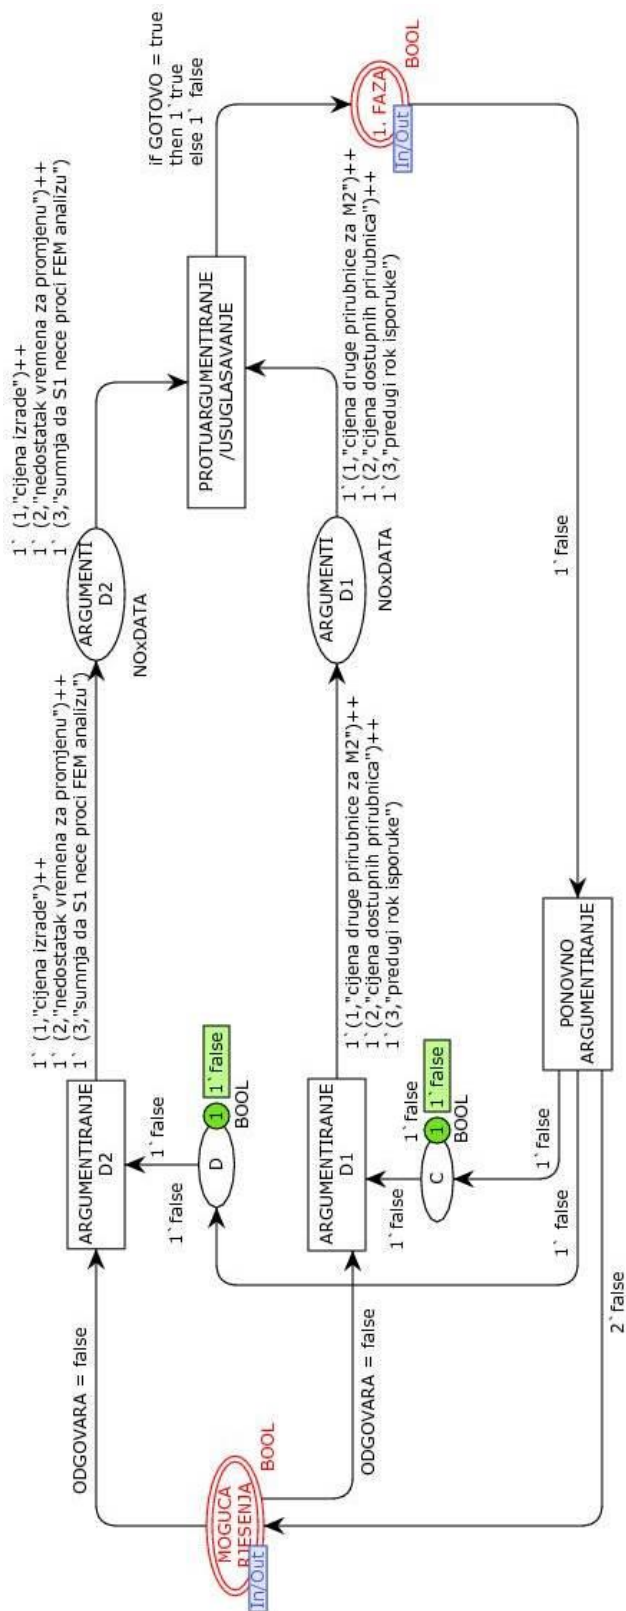 MOGUCA
RJESENJA
In/Out
BOOL
ODGOVARA = false
ODGOVARA = false
2`false
ARGUMENTIRANJE
D2
1`false
1`false
D
1
1`false
BOOL
ARGUMENTIRANJE
D1
1`false
1`false
C
1
1`false
BOOL
1`false
1` false
PONOVNO
ARGUMENTIRANJE
1` (1,"cijena izrade")++
1` (2,"nedostatak vremena za promjenu")++
1` (3,"sumnja da S1 nece proci FEM analizu")
1`(1,"cijena druge prirubnice za M2")++
1`(2,"cijena dostupnih prirubnica")++
1`(3,"predugi rok isporuke")
ARGUMENTI
D2
NOxDATA
ARGUMENTI
D1
NOxDATA
1` (1,"cijena izrade")++
1` (2,"nedostatak vremena za promjenu")++
1` (3,"sumnja da S1 nece proci FEM analizu")
1`(1,"cijena druge prirubnice za M2")++
1`(2,"cijena dostupnih prirubnica")++
1`(3,"predugi rok isporuke")
PROTUARGUMENTIRANJE
/USUGLASAVANJE
if GOTOVO = true
then 1`true
else 1` false
1. FAZA
In/Out
BOOL
1`false